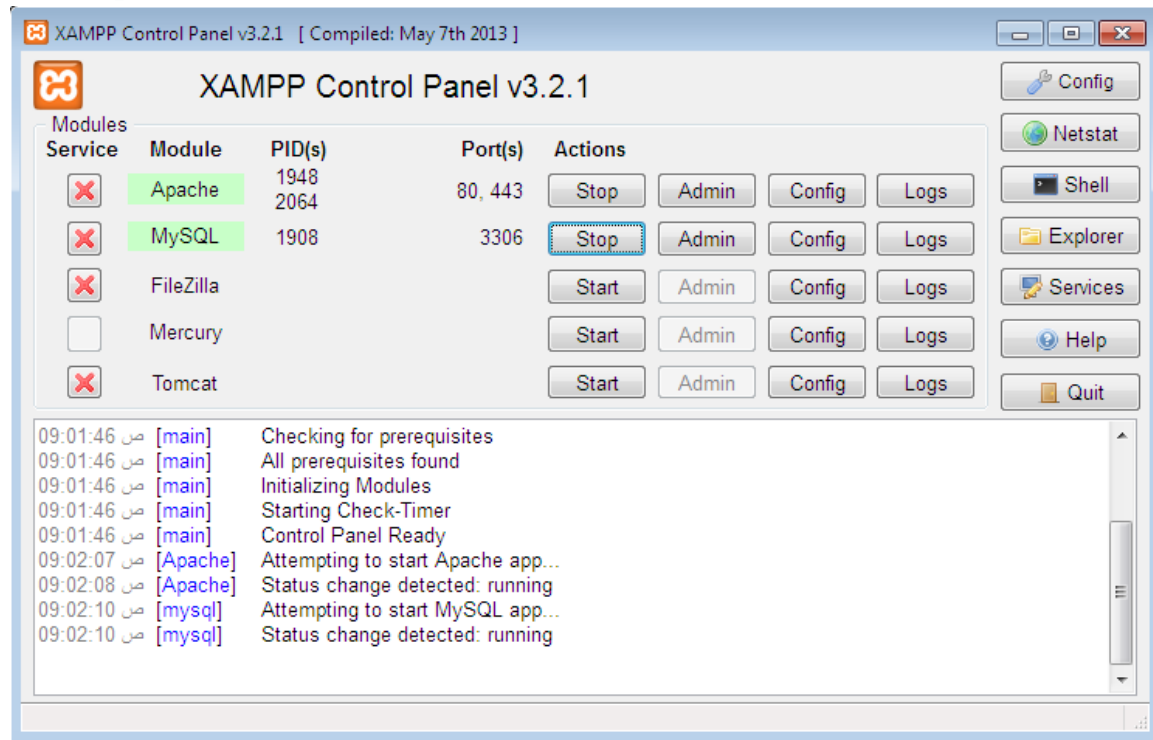 XAMPP Control Panel v3.2.1 [ Compiled: May 7th 2013 ]
XAMPP Control Panel v3.2.1
Config
Modules
Netstat
Service Module PID(s) Port(s) Actions
Apache 1948 2064 80, 443 Stop Admin Config Logs
Shell
MySQL 1908 3306 Stop Admin Config Logs
Explorer
FileZilla Start Admin Config Logs
Services
Mercury Start Admin Config Logs
Help
Tomcat Start Admin Config Logs
Quit
09:01:46 ص [main] Checking for prerequisites
09:01:46 ص [main] All prerequisites found
09:01:46 ص [main] Initializing Modules
09:01:46 ص [main] Starting Check-Timer
09:01:46 ص [main] Control Panel Ready
09:02:07 ص [Apache] Attempting to start Apache app...
09:02:08 ص [Apache] Status change detected: running
09:02:10 ص [mysql] Attempting to start MySQL app...
09:02:10 ص [mysql] Status change detected: running